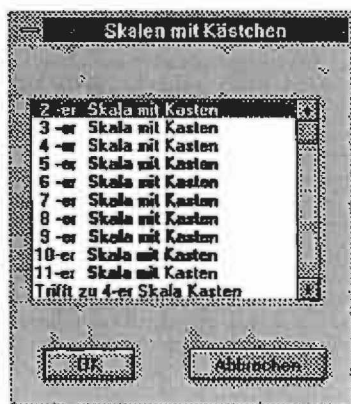 Skalen mit Kästchen
2 -er Skala mit Kasten
3 -er Skala mit Kasten
4 -er Skala mit Kasten
5 -er Skala mit Kasten
6 -er Skala mit Kasten
7 -er Skala mit Kasten
8 -er Skala mit Kasten
9 -er Skala mit Kasten
10-er Skala mit Kasten
11-er Skala mit Kasten
Trifft zu 4-er Skala Kasten
OK
Abbrechen